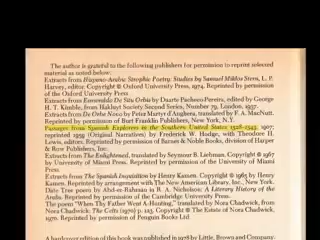 The author is grateful to the following publishers for permission to reprint selected
material as noted below.
Extracts from Hispano-Arabic Strophic Poetry: Studies by Samuel Miklos Stern, L. P.
Harvey, editor: Copyright © Oxford University Press, 1974. Reprinted by permission
of the Oxford University Press
Extracts from Esmeraldo De Situ Orbis by Duarte Pacheco Pereira, edited by George
H. T. Kimble, from Hakluyt Society Second Series, Number 79, London, 1937.
Extracts from De Orbe Novo by Peter Martyr D'Anghera, translated by F. A. MacNutt.
Reprinted by permission of Burt Franklin Publishers, New York, N.Y.
Passages from Spanish Explorers in the Southern United States 1528-1543, 1907,
reprinted 1959 (Original Narratives) by Frederick W. Hodge, with Theodore H.
Lewis, editors. Reprinted by permission of Barnes & Noble Books, division of Harper
& Row Publishers, Inc.
Extracts from The Enlightened, translated by Seymour B. Liebman. Copyright © 1967
by University of Miami Press. Reprinted by permission of the University of Miami
Press.
Extracts from The Spanish Inquisition by Henry Kamen. Copyright © 1965 by Henry
Kamen. Reprinted by arrangement with The New American Library, Inc., New York.
Date Tree poem by Abd-er-Rahman in R. A. Nicholson: A Literary History of the
Arabs. Reprinted by permission of Cambridge University Press.
The poem "When Thy Father Went A-Hunting," translated by Nora Chadwick, from
Nora Chadwick: The Celts (1970) p. 125. Copyright © The Estate of Nora Chadwick,
1970. Reprinted by permission of Penguin Books Ltd
A hardcover edition of this book was published in 1976 by Little, Brown and Company.